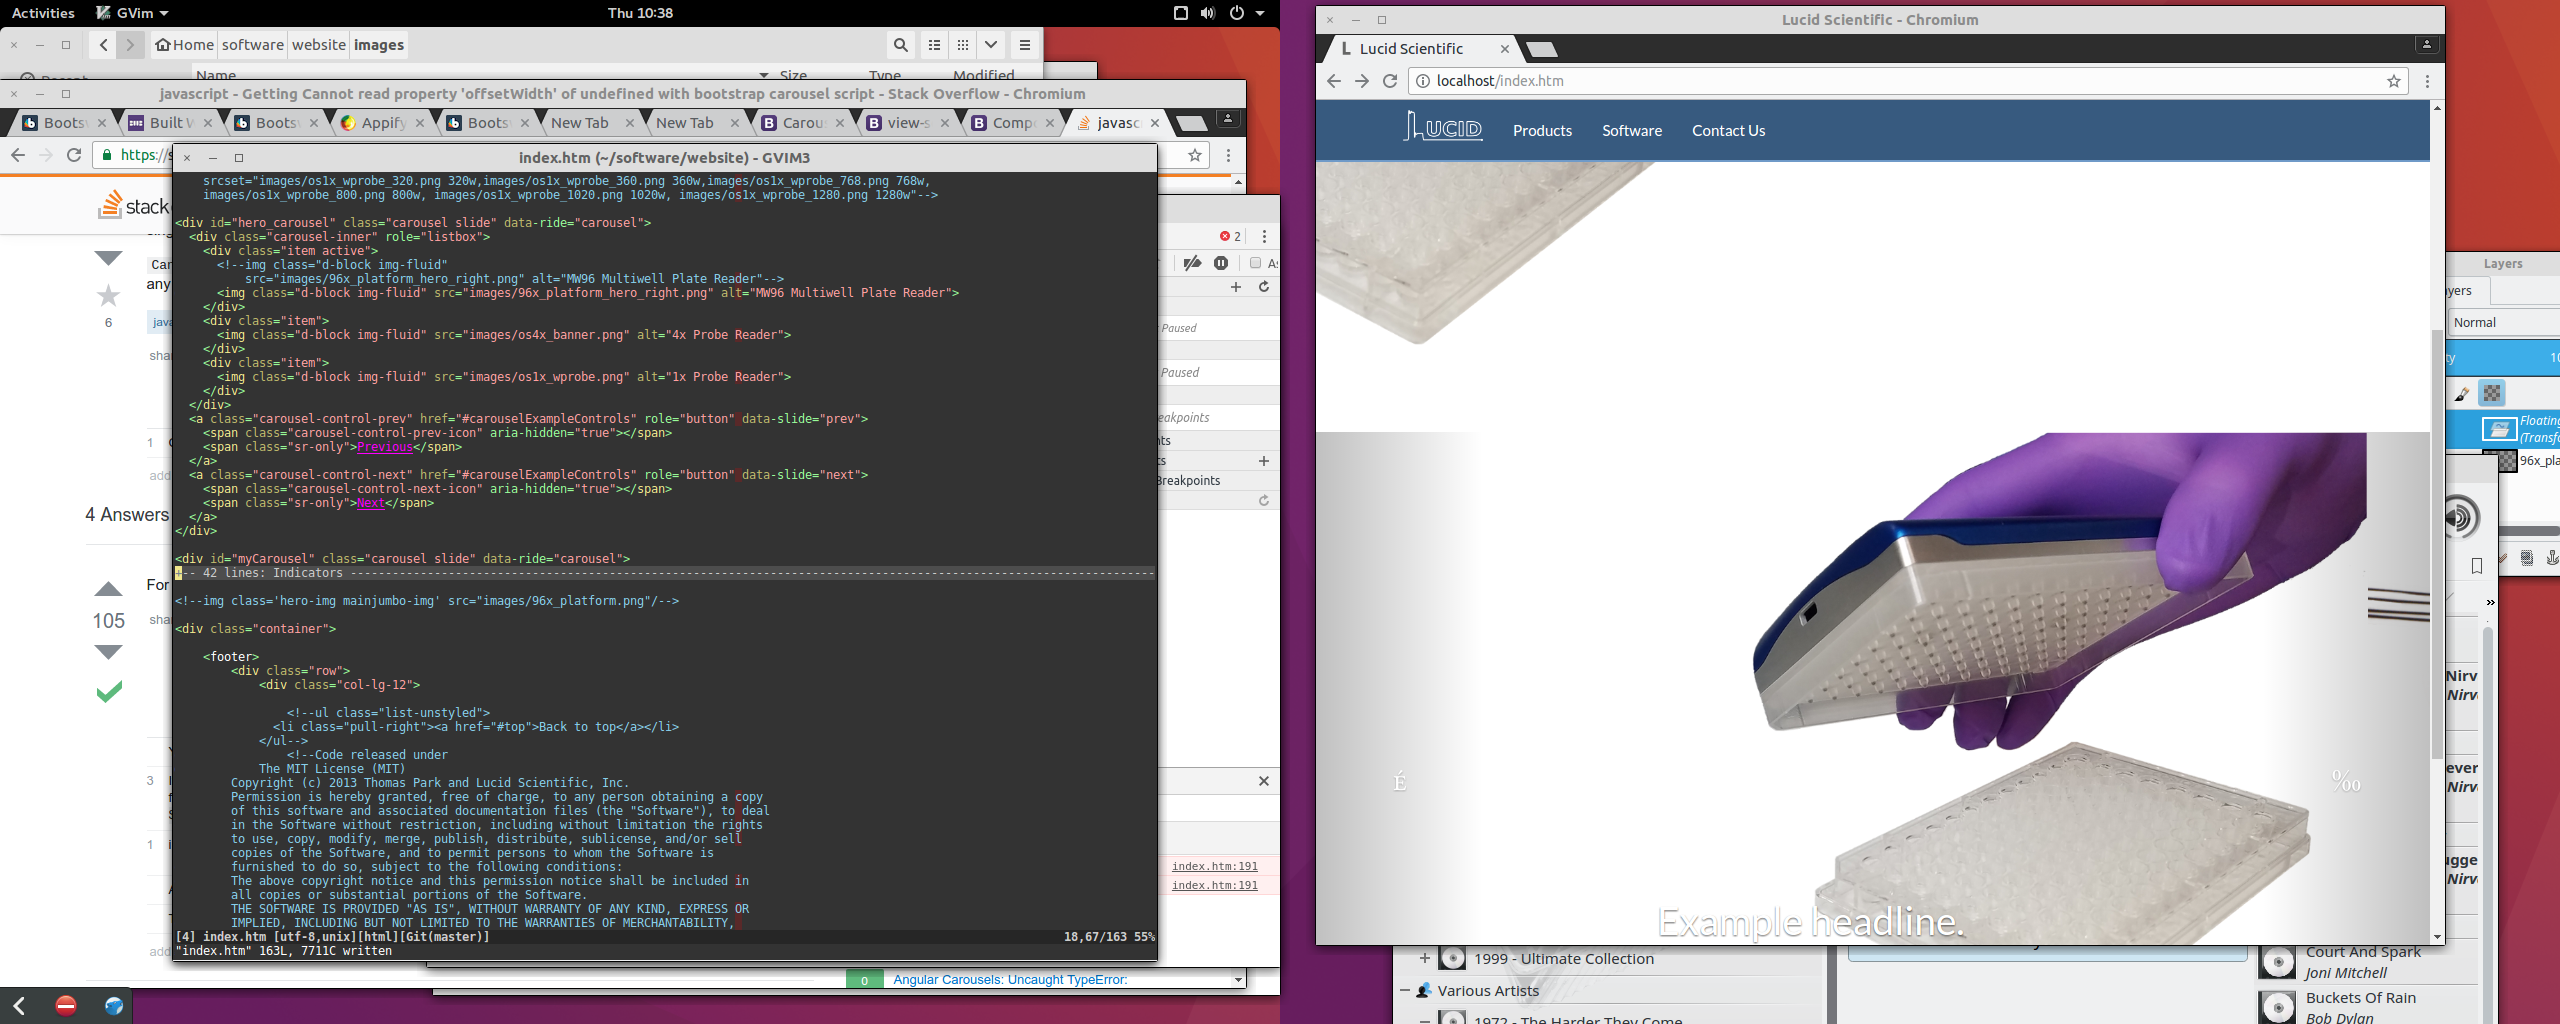 Activities GVim
Thu 10:38
Home software website images
Name Size Type Modified
javascript - Getting Cannot read property 'offsetWidth' of undefined with bootstrap carousel script - Stack Overflow - Chromium
Boots Built Boots Appify Boots New Tab New Tab Carou view-s Comp javasc
https://s
stack
6
share
1
4 Answers
For
105
3
1
index.htm (~/software/website) - GVIM3
srcset="images/os1x_wprobe_320.png 320w,images/os1x_wprobe_360.png 360w,images/os1x_wprobe_768.png 768w,
images/os1x_wprobe_800.png 800w, images/os1x_wprobe_1020.png 1020w, images/os1x_wprobe_1280.png 1280w"-->
<div id="hero_carousel" class="carousel slide" data-ride="carousel">
<div class="carousel-inner" role="listbox">
<div class="item active">
<!--img class="d-block img-fluid"
src="images/96x_platform_hero_right.png" alt="MW96 Multiwell Plate Reader"-->
<img class="d-block img-fluid" src="images/96x_platform_hero_right.png" alt="MW96 Multiwell Plate Reader">
</div>
<div class="item">
<img class="d-block img-fluid" src="images/os4x_banner.png" alt="4x Probe Reader">
</div>
<div class="item">
<img class="d-block img-fluid" src="images/os1x_wprobe.png" alt="1x Probe Reader">
</div>
</div>
<a class="carousel-control-prev" href="#carouselExampleControls" role="button" data-slide="prev">
<span class="carousel-control-prev-icon" aria-hidden="true"></span>
<span class="sr-only">Previous</span>
</a>
<a class="carousel-control-next" href="#carouselExampleControls" role="button" data-slide="next">
<span class="carousel-control-next-icon" aria-hidden="true"></span>
<span class="sr-only">Next</span>
</a>
</div>
<div id="myCarousel" class="carousel slide" data-ride="carousel">
+-- 42 lines: Indicators ---
<!--img class='hero-img mainjumbo-img' src="images/96x_platform.png"/-->
<div class="container">
<footer>
<div class="row">
<div class="col-lg-12">
<!--ul class="list-unstyled">
<li class="pull-right"><a href="#top">Back to top</a></li>
</ul-->
<!--Code released under
The MIT License (MIT)
Copyright (c) 2013 Thomas Park and Lucid Scientific, Inc.
Permission is hereby granted, free of charge, to any person obtaining a copy
of this software and associated documentation files (the "Software"), to deal
in the Software without restriction, including without limitation the rights
to use, copy, modify, merge, publish, distribute, sublicense, and/or sell
copies of the Software, and to permit persons to whom the Software is
furnished to do so, subject to the following conditions:
The above copyright notice and this permission notice shall be included in
all copies or substantial portions of the Software.
THE SOFTWARE IS PROVIDED "AS IS", WITHOUT WARRANTY OF ANY KIND, EXPRESS OR
IMPLIED, INCLUDING BUT NOT LIMITED TO THE WARRANTIES OF MERCHANTABILITY,
[4] index.htm [utf-8,unix][html][Git(master)] 18,67/163 55%
"index.htm" 163L, 7711C written
2
Paused
Paused
eakpoints
Breakpoints
index.htm:191
index.htm:191
0 Angular Carousels: Uncaught TypeError:
Lucid Scientific - Chromium
Lucid Scientific
localhost/index.htm
LUCID Products Software Contact Us
É ‰
Example headline.
Layers
yers
Normal
Floating
(Transfo
96x_pla
Nirv
Nirv
ever
Nirv
ugge
Nirv
1999 - Ultimate Collection
Various Artists
1972 - The Harder They Come
Court And Spark
Joni Mitchell
Buckets Of Rain
Bob Dylan